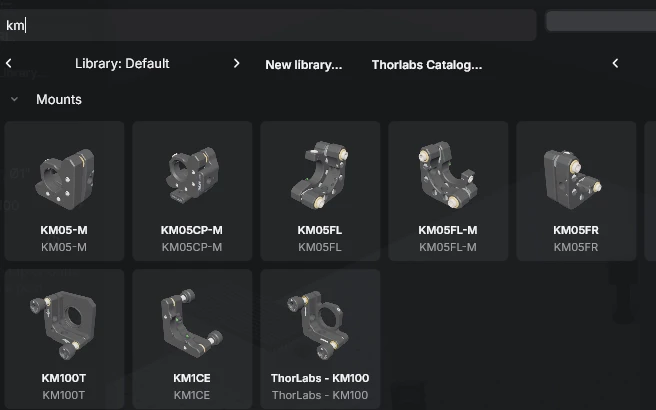 km
Library: Default
New library...
Thorlabs Catalog...
Mounts
KM05-M
KM05-M
KM05CP-M
KM05CP-M
KM05FL
KM05FL
KM05FL-M
KM05FL-M
KM05FR
KM05FR
KM100T
KM100T
KM1CE
KM1CE
ThorLabs - KM100
ThorLabs - KM100